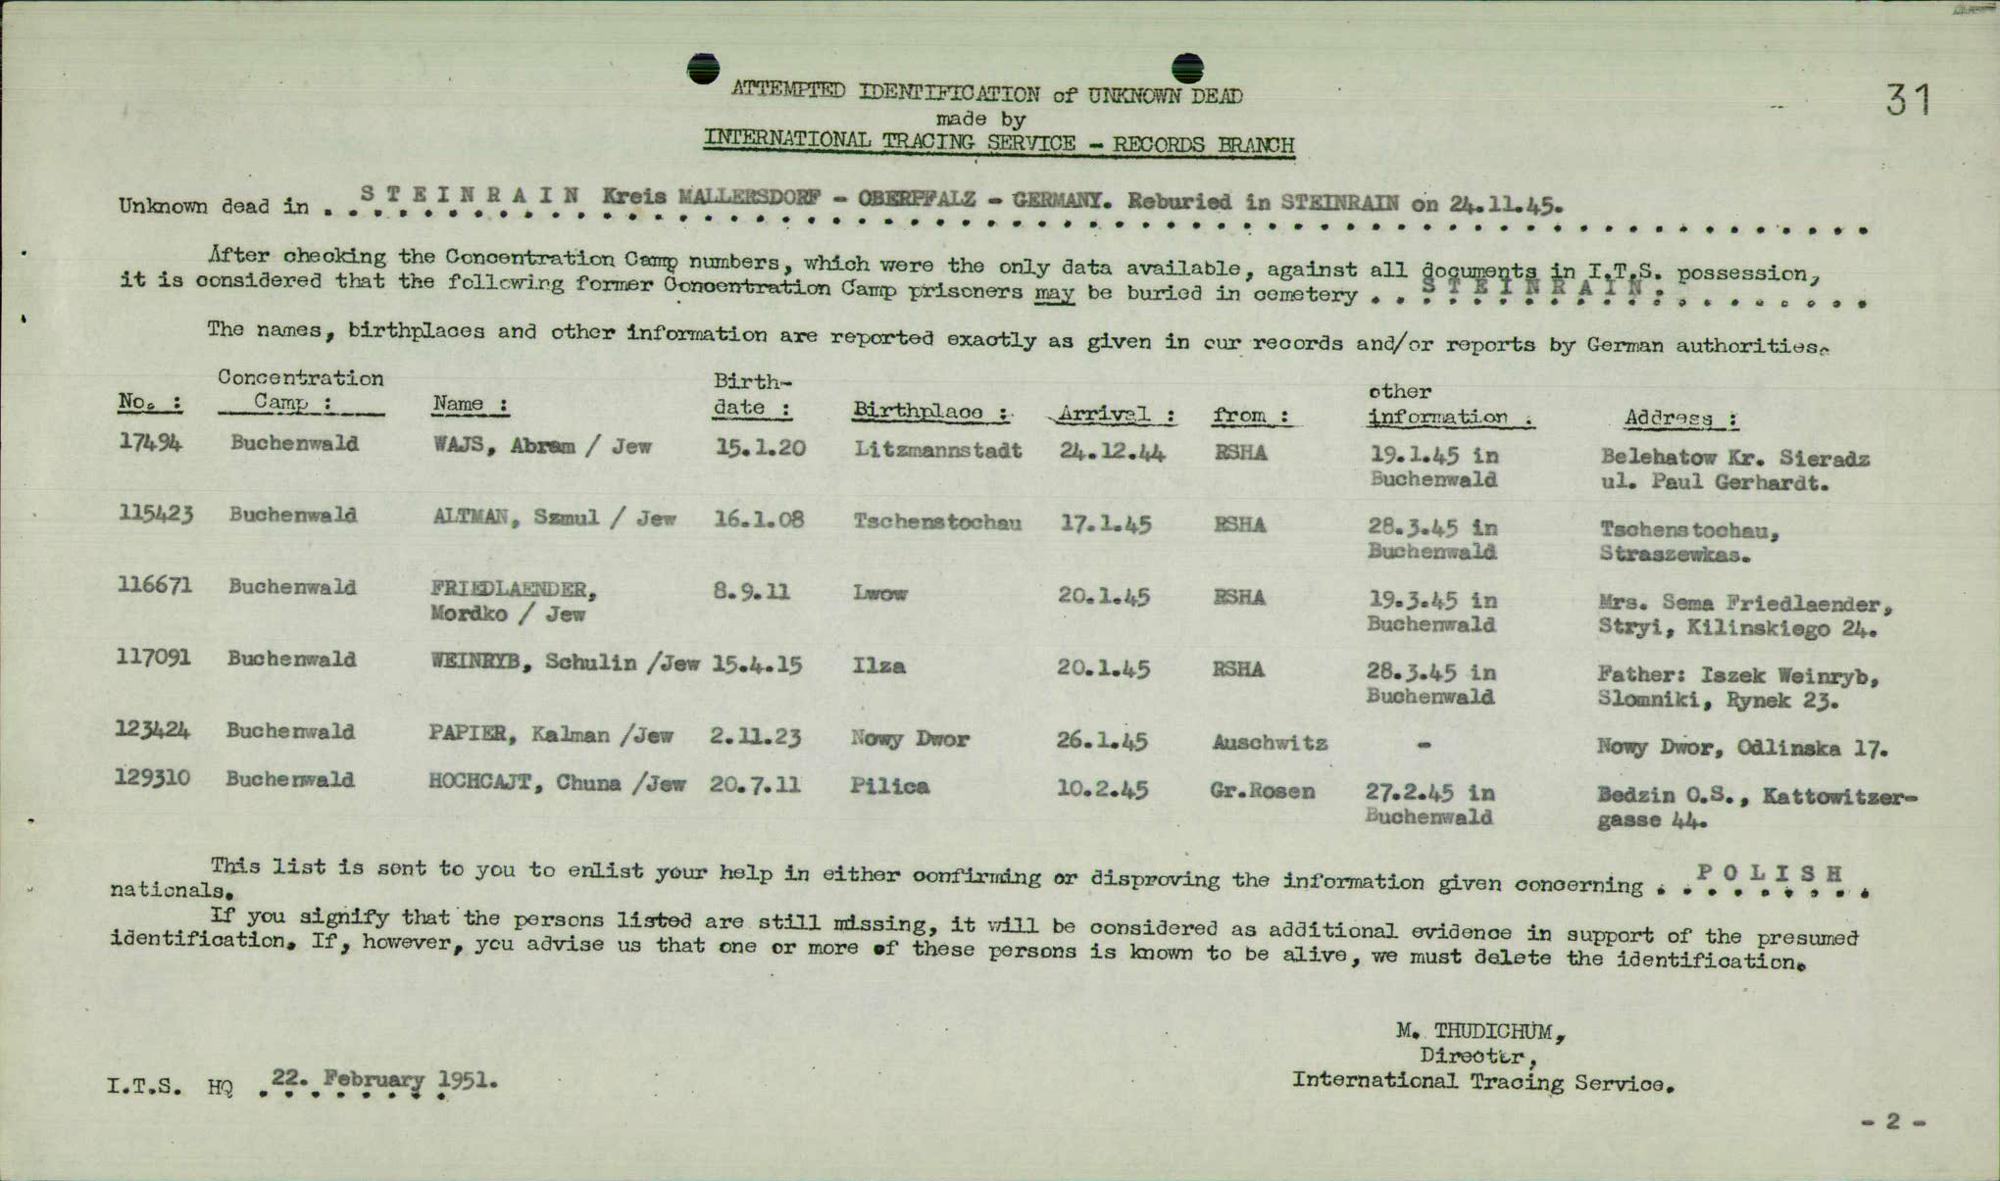 31
ATTEMPTED IDENTIFICATION of UNKNOWN DEAD
made by
INTERNATIONAL TRACING SERVICE - RECORDS BRANCH
Unknown dead in . S T E I N R A I N Kreis MALLERSDORF - OBERPFALZ - GERMANY. Reburied in STEINRAIN on 24.11.45.
After checking the Concentration Camp numbers, which were the only data available, against all documents in I.T.S. possession,
it is considered that the following former Concentration Camp prisoners may be buried in cemetery . . S T E I N R A I N .
The names, birthplaces and other information are reported exactly as given in our records and/or reports by German authorities.
No. : Concentration Camp : Name : Birth-date : Birthplace : Arrival : from : other information : Address :
17494 Buchenwald WAJS, Abram / Jew 15.1.20 Litzmannstadt 24.12.44 RSHA 19.1.45 in Belehatow Kr. Sieradz
Buchenwald ul. Paul Gerhardt.
115423 Buchenwald ALTMAN, Szmul / Jew 16.1.08 Tschenstochau 17.1.45 RSHA 28.3.45 in Tschenstochau,
Buchenwald Straszewkas.
116671 Buchenwald FRIEDLAENDER, 8.9.11 Lwow 20.1.45 RSHA 19.3.45 in Mrs. Sema Friedlaender,
Mordko / Jew Buchenwald Stryi, Kilinskiego 24.
117091 Buchenwald WEINRYB, Schulin /Jew 15.4.15 Ilza 20.1.45 RSHA 28.3.45 in Father: Iszek Weinryb,
Buchenwald Slomniki, Rynek 23.
123424 Buchenwald PAPIER, Kalman /Jew 2.11.23 Nowy Dwor 26.1.45 Auschwitz - Nowy Dwor, Odlinska 17.
129310 Buchenwald HOCHCAJT, Chuna /Jew 20.7.11 Pilica 10.2.45 Gr.Rosen 27.2.45 in Bedzin O.S., Kattowitzer-
Buchenwald gasse 44.
This list is sent to you to enlist your help in either confirming or disproving the information given concerning . P O L I S H .
nationals.
If you signify that the persons listed are still missing, it will be considered as additional evidence in support of the presumed
identification. If, however, you advise us that one or more of these persons is known to be alive, we must delete the identification.
M. THUDICHUM,
Director,
International Tracing Service.
I.T.S. HQ 22. February 1951.
- 2 -